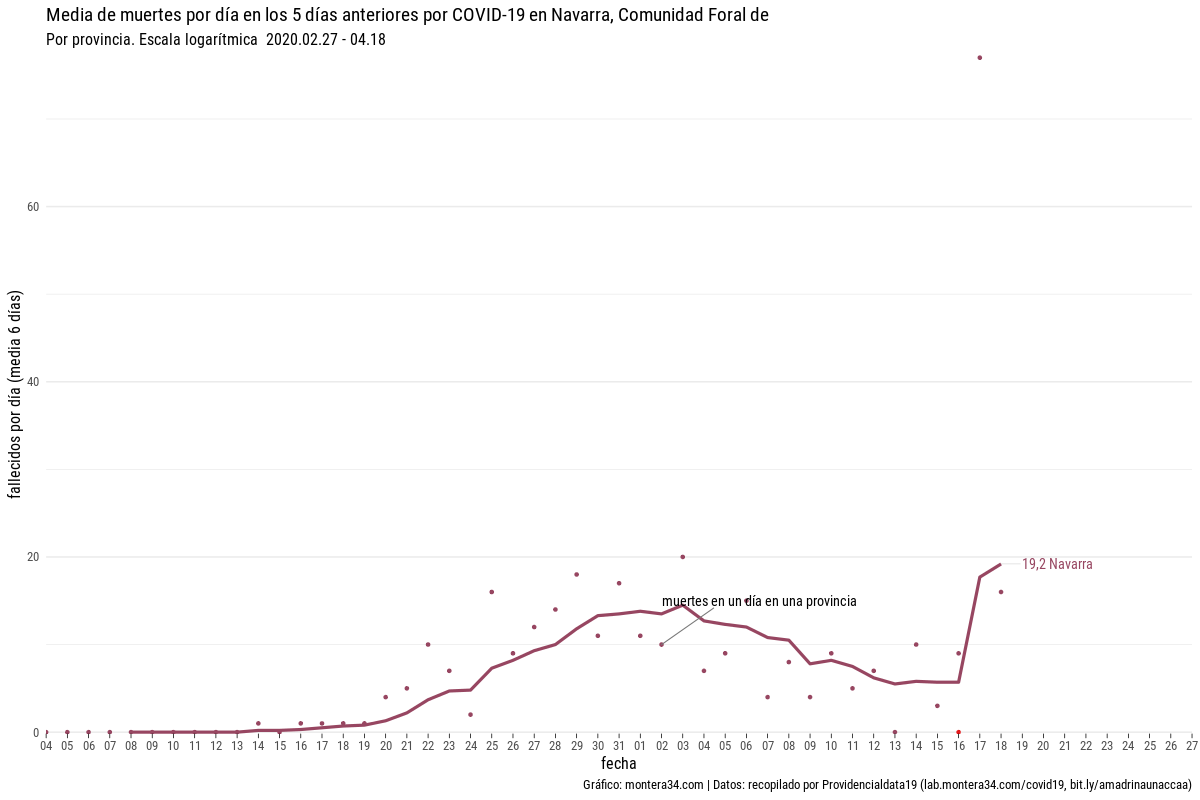 Media de muertes por día en los 5 días anteriores por COVID-19 en Navarra, Comunidad Foral de
Por provincia. Escala logarítmica 2020.02.27 - 04.18
fallecidos por día (media 6 días)
60
40
20
0
19,2 Navarra
muertes en un día en una provincia
04 05 06 07 08 09 10 11 12 13 14 15 16 17 18 19 20 21 22 23 24 25 26 27 28 29 30 31 01 02 03 04 05 06 07 08 09 10 11 12 13 14 15 16 17 18 19 20 21 22 23 24 25 26 27
fecha
Gráfico: montera34.com | Datos: recopilado por Providencialdata19 (lab.montera34.com/covid19, bit.ly/amadrinaunaccaa)